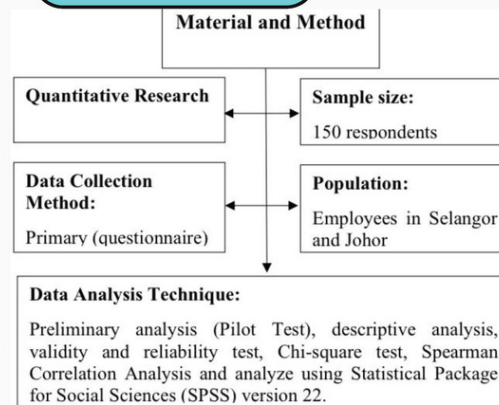 Material and Method
Quantitative Research
Sample size:
150 respondents
Data Collection
Method:
Primary (questionnaire)
Population:
Employees in Selangor
and Johor
Data Analysis Technique:
Preliminary analysis (Pilot Test), descriptive analysis,
validity and reliability test, Chi-square test, Spearman
Correlation Analysis and analyze using Statistical Package
for Social Sciences (SPSS) version 22.